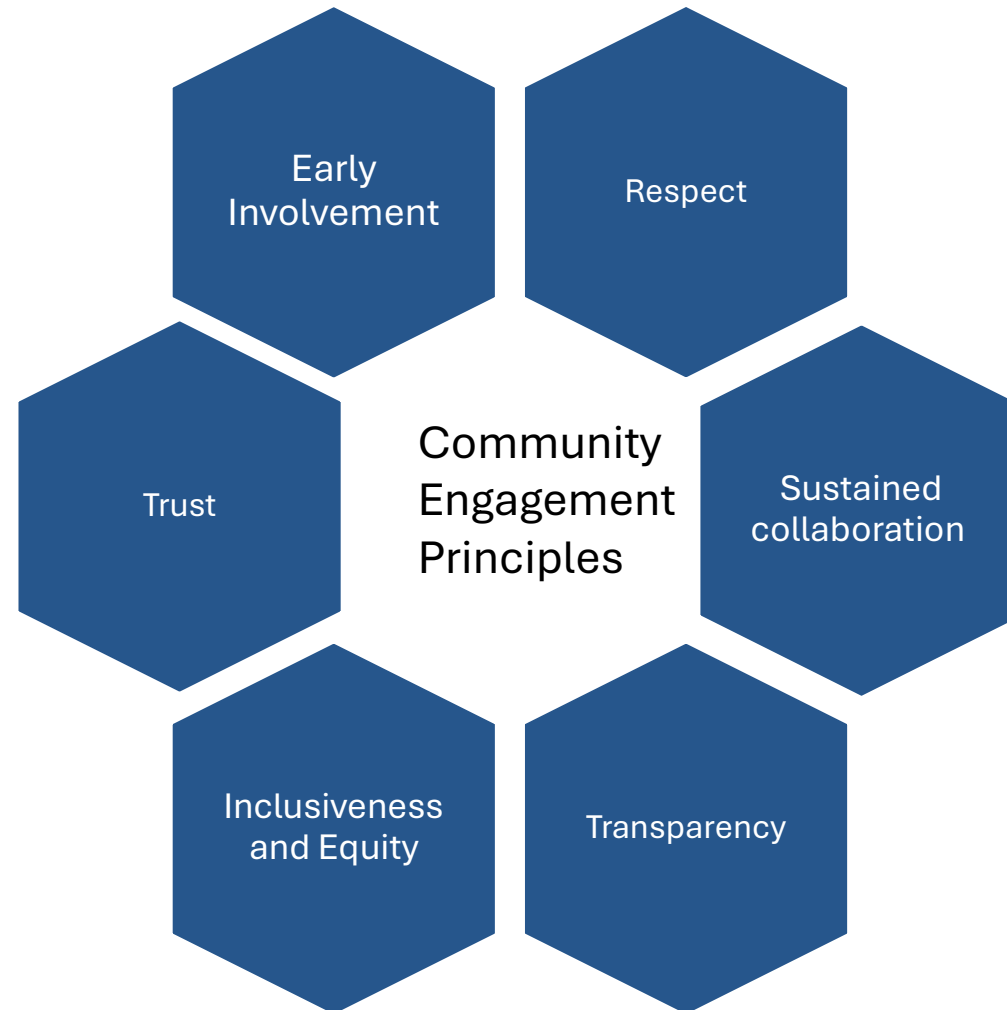 Early
Involvement
Respect
Trust
Community
Engagement
Principles
Sustained
collaboration
Inclusiveness
and Equity
Transparency